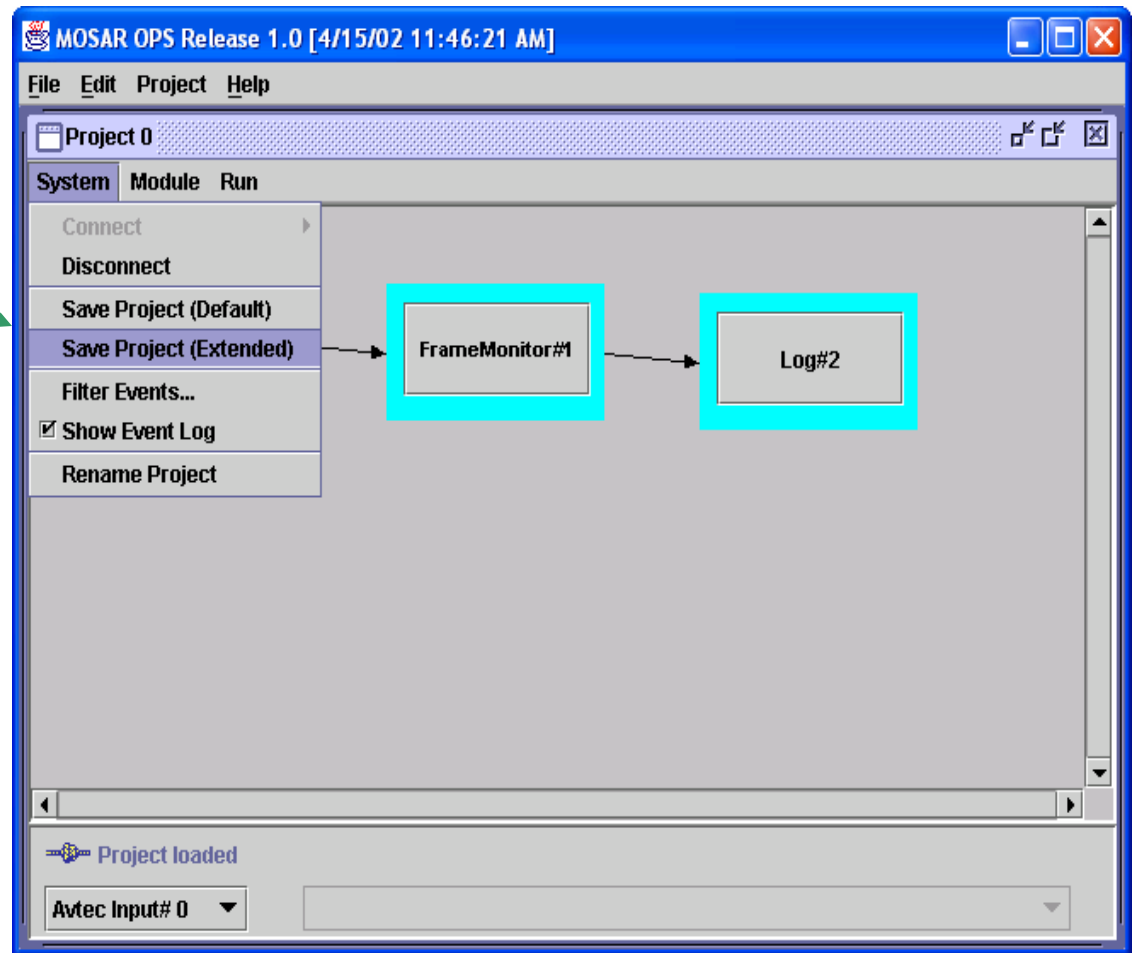 MOSAR OPS Release 1.0 [4/15/02 11:46:21 AM]
File Edit Project Help
Project 0
System Module Run
Connect
Disconnect
Save Project (Default)
Save Project (Extended)
Filter Events...
Show Event Log
Rename Project
FrameMonitor#1
Log#2
Project loaded
Avtec Input# 0